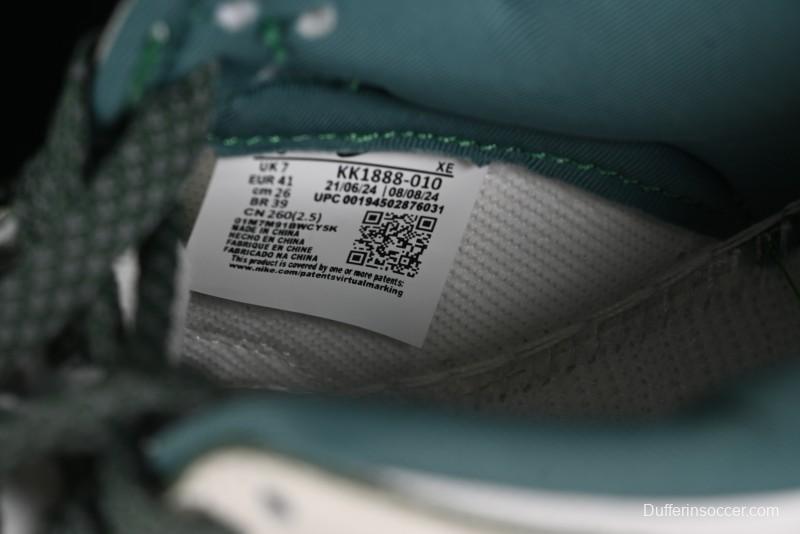 XE
UK 7
EUR 41
cm 26
BR 39
CN 260(2.5)
KK1888-010
21/06/24 | 08/08/24
UPC 00194502876031
01M7M91BWCY5K
MADE IN CHINA
HECHO EN CHINA
FABRIQUE EN CHINE
FABRICADO NA CHINA
This product is covered by one or more patents:
www.nike.com/patentsvirtualmarking
Dufferinsoccer.com